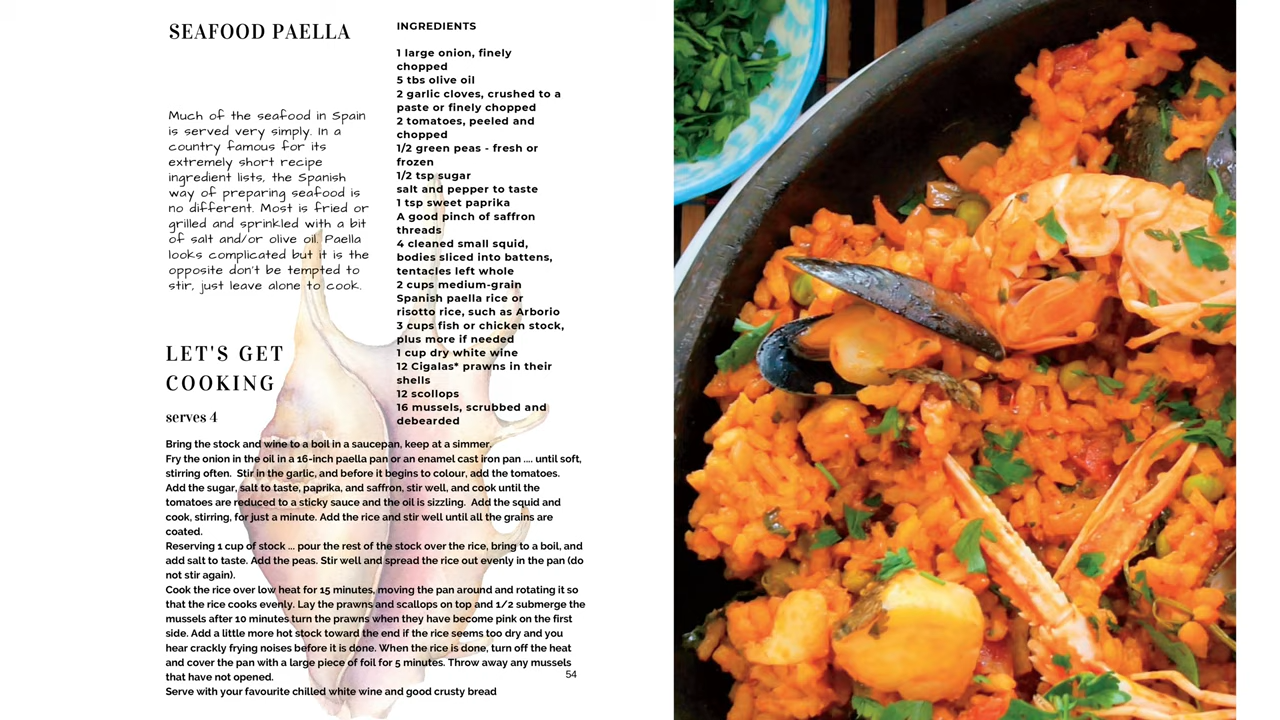 SEAFOOD PAELLA
Much of the seafood in Spain
is served very simply. In a
country famous for its
extremely short recipe
ingredient lists, the Spanish
way of preparing seafood is
no different. Most is fried or
grilled and sprinkled with a bit
of salt and/or olive oil. Paella
looks complicated but it is the
opposite don't be tempted to
stir, just leave alone to cook.
INGREDIENTS
1 large onion, finely
chopped
5 tbs olive oil
2 garlic cloves, crushed to a
paste or finely chopped
2 tomatoes, peeled and
chopped
1/2 green peas - fresh or
frozen
1/2 tsp sugar
salt and pepper to taste
1 tsp sweet paprika
A good pinch of saffron
threads
4 cleaned small squid,
bodies sliced into battens,
tentacles left whole
2 cups medium-grain
Spanish paella rice or
risotto rice, such as Arborio
3 cups fish or chicken stock,
plus more if needed
1 cup dry white wine
12 Cigalas* prawns in their
shells
12 scollops
16 mussels, scrubbed and
debearded
LET'S GET
COOKING
serves 4
Bring the stock and wine to a boil in a saucepan, keep at a simmer.
Fry the onion in the oil in a 16-inch paella pan or an enamel cast iron pan .... until soft,
stirring often. Stir in the garlic, and before it begins to colour, add the tomatoes.
Add the sugar, salt to taste, paprika, and saffron, stir well, and cook until the
tomatoes are reduced to a sticky sauce and the oil is sizzling. Add the squid and
cook, stirring, for just a minute. Add the rice and stir well until all the grains are
coated.
Reserving 1 cup of stock ... pour the rest of the stock over the rice, bring to a boil, and
add salt to taste. Add the peas. Stir well and spread the rice out evenly in the pan (do
not stir again).
Cook the rice over low heat for 15 minutes, moving the pan around and rotating it so
that the rice cooks evenly. Lay the prawns and scallops on top and 1/2 submerge the
mussels after 10 minutes turn the prawns when they have become pink on the first
side. Add a little more hot stock toward the end if the rice seems too dry and you
hear crackly frying noises before it is done. When the rice is done, turn off the heat
and cover the pan with a large piece of foil for 5 minutes. Throw away any mussels
that have not opened.
Serve with your favourite chilled white wine and good crusty bread
54